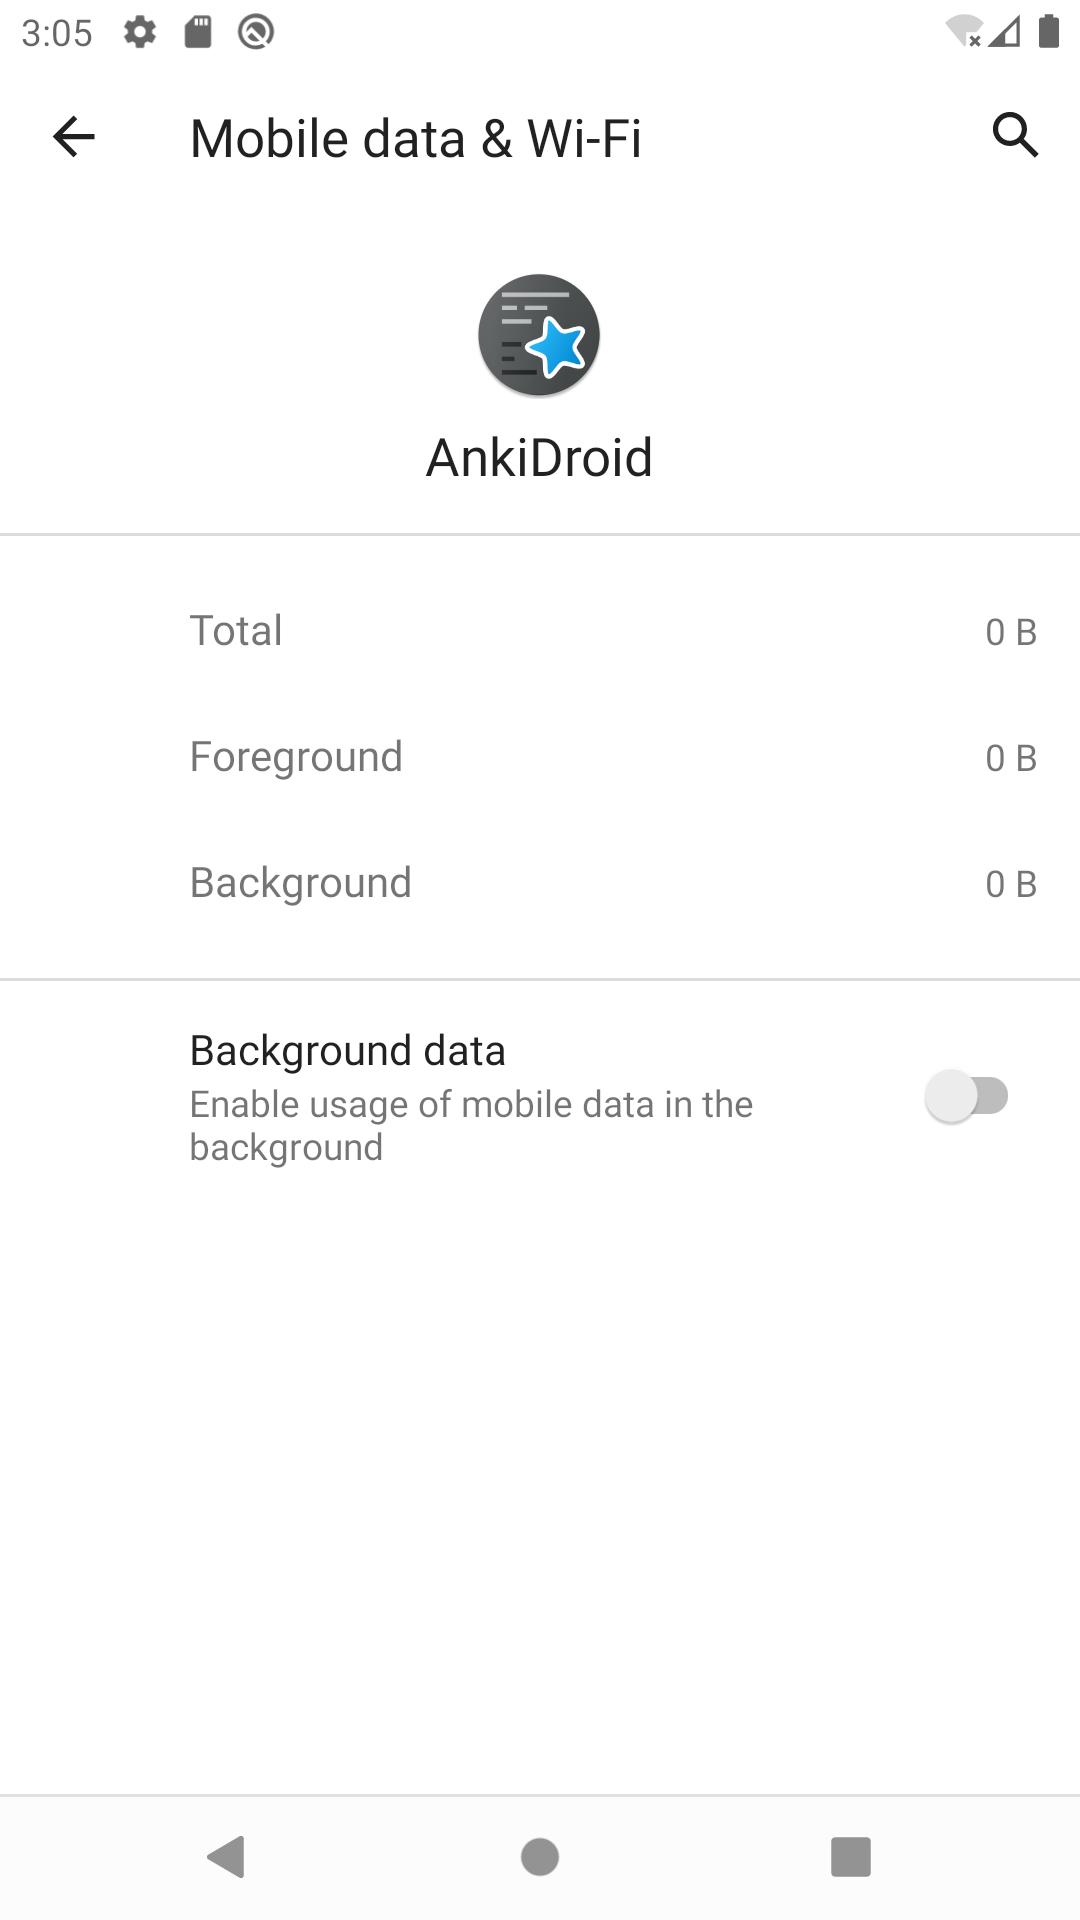 3:05
Mobile data & Wi-Fi
AnkiDroid
Total
0 B
Foreground
0 B
Background
0 B
Background data
Enable usage of mobile data in the
background